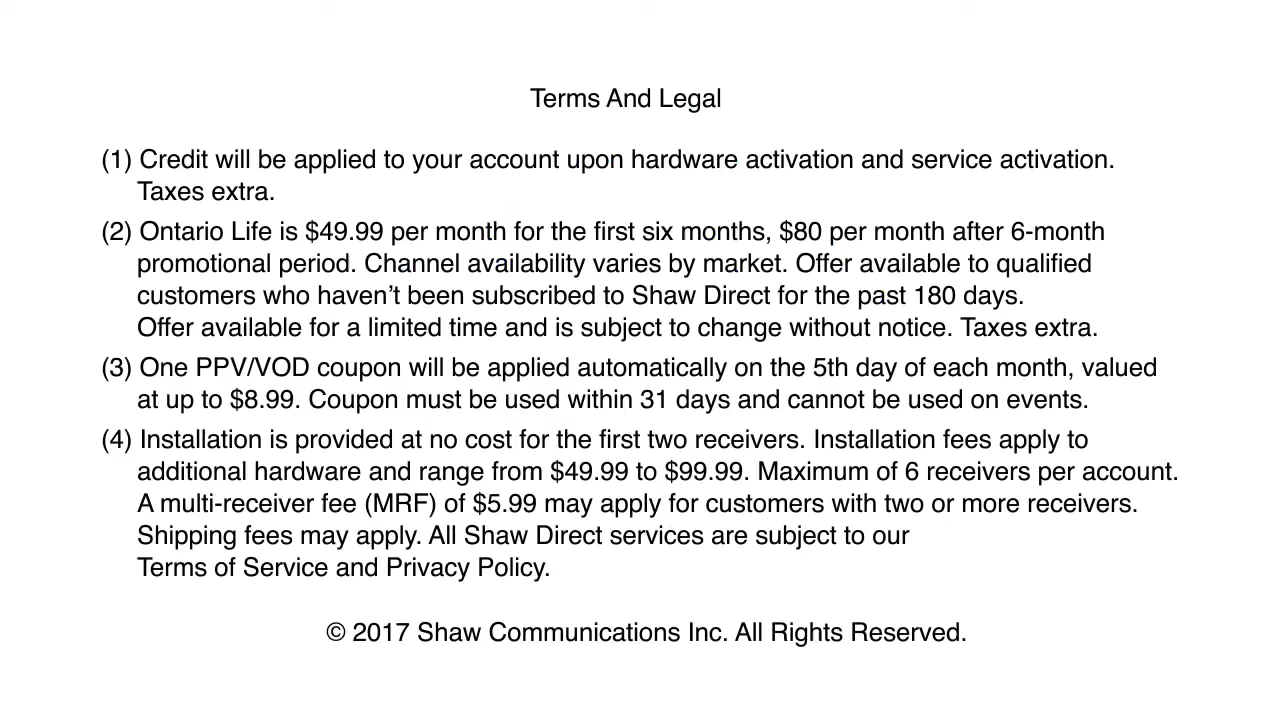 Terms And Legal
(1) Credit will be applied to your account upon hardware activation and service activation.
Taxes extra.
(2) Ontario Life is $49.99 per month for the first six months, $80 per month after 6-month
promotional period. Channel availability varies by market. Offer available to qualified
customers who haven’t been subscribed to Shaw Direct for the past 180 days.
Offer available for a limited time and is subject to change without notice. Taxes extra.
(3) One PPV/VOD coupon will be applied automatically on the 5th day of each month, valued
at up to $8.99. Coupon must be used within 31 days and cannot be used on events.
(4) Installation is provided at no cost for the first two receivers. Installation fees apply to
additional hardware and range from $49.99 to $99.99. Maximum of 6 receivers per account.
A multi-receiver fee (MRF) of $5.99 may apply for customers with two or more receivers.
Shipping fees may apply. All Shaw Direct services are subject to our
Terms of Service and Privacy Policy.
© 2017 Shaw Communications Inc. All Rights Reserved.